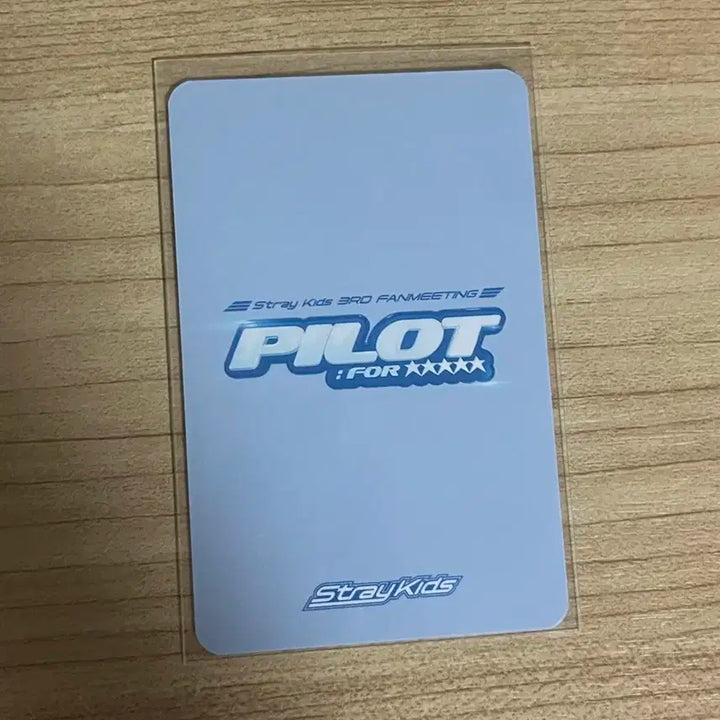 Stray Kids 3RD FANMEETING
PILOT
: FOR ★★★★★
Stray Kids